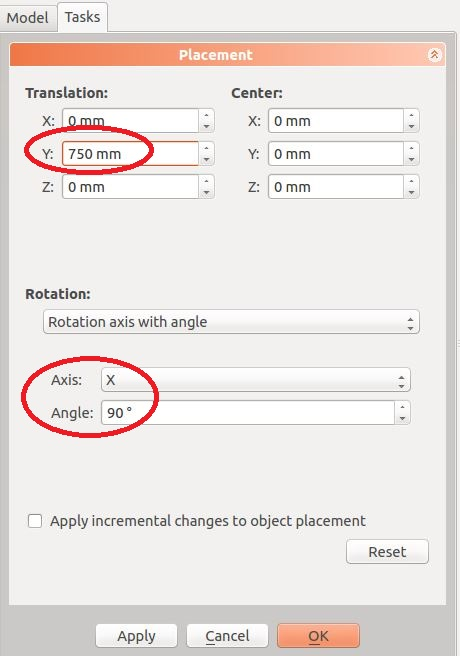 Model Tasks
Placement
Translation: Center:
X: 0 mm X: 0 mm
Y: 750 mm Y: 0 mm
Z: 0 mm Z: 0 mm
Rotation:
Rotation axis with angle
Axis: X
Angle: 90 °
Apply incremental changes to object placement
Reset
Apply Cancel OK